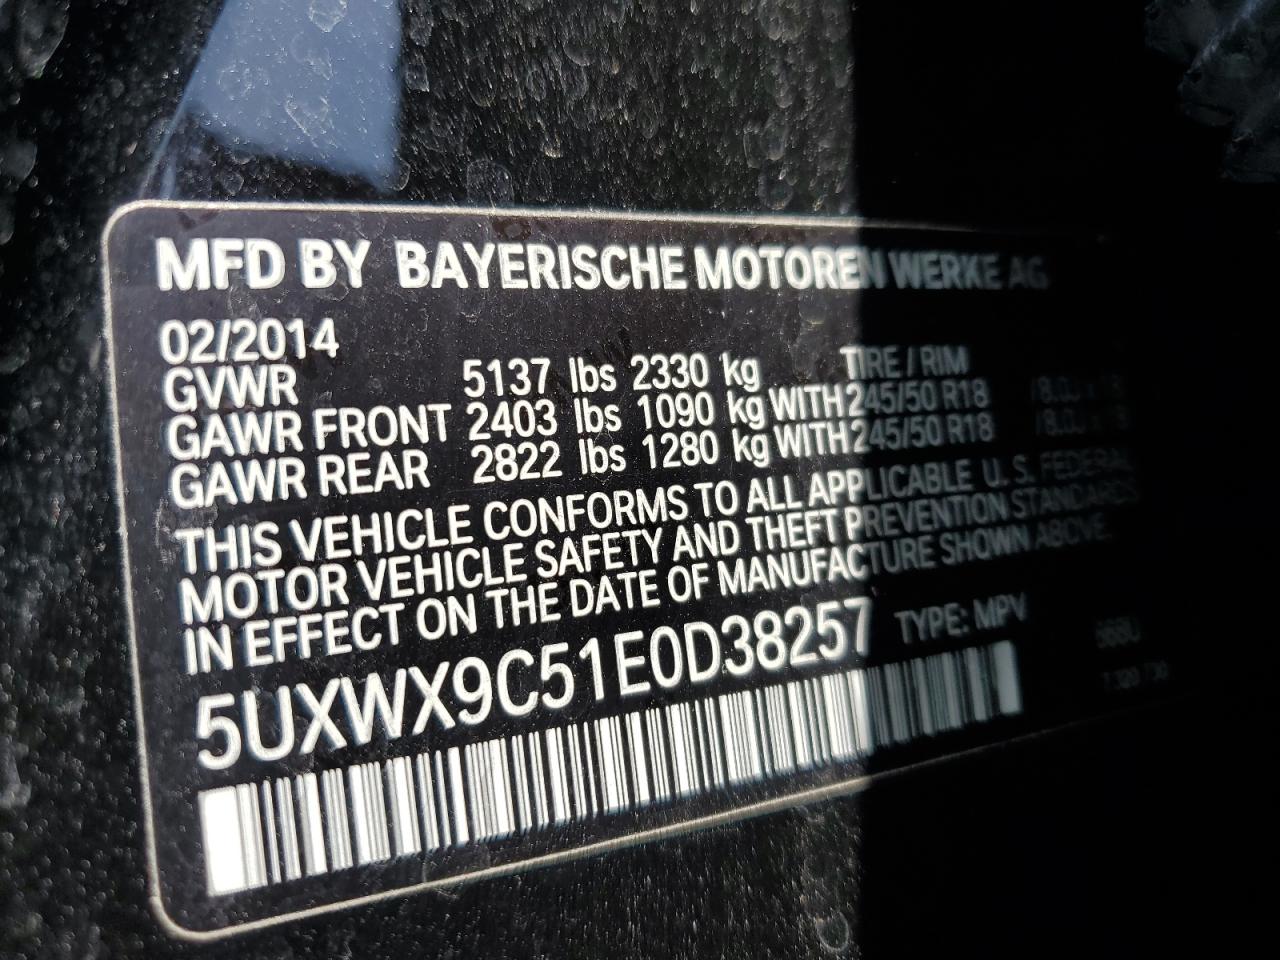 MFD BY BAYERISCHE MOTOREN WERKE AG
02/2014
GVWR 5137 lbs 2330 kg TIRE / RIM
GAWR FRONT 2403 lbs 1090 kg WITH 245/50 R18
GAWR REAR 2822 lbs 1280 kg WITH 245/50 R18
THIS VEHICLE CONFORMS TO ALL APPLICABLE U. S. FEDERAL
MOTOR VEHICLE SAFETY AND THEFT PREVENTION STANDARDS
IN EFFECT ON THE DATE OF MANUFACTURE SHOWN ABOVE.
5UXWX9C51E0D38257 TYPE: MPV